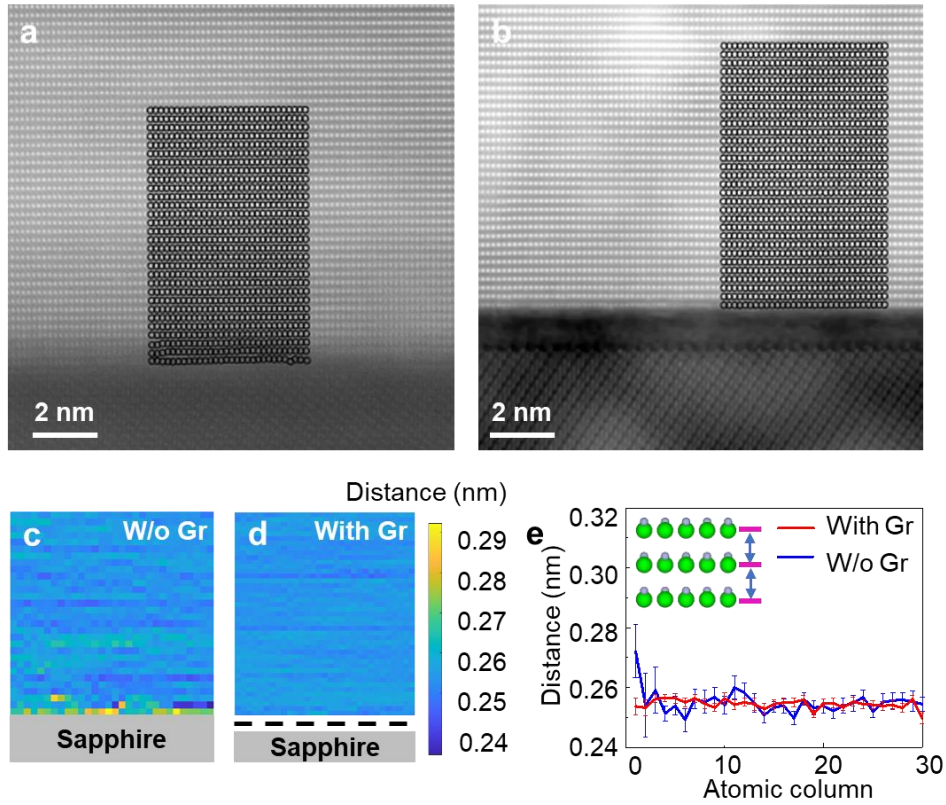 a
b
2 nm
2 nm
Distance (nm)
c
W/o Gr
d
With Gr
0.29
0.28
0.27
0.26
0.25
0.24
Sapphire
Sapphire
e
0.32
0.30
0.28
0.26
0.24
Distance (nm)
With Gr
W/o Gr
0
10
20
30
Atomic column